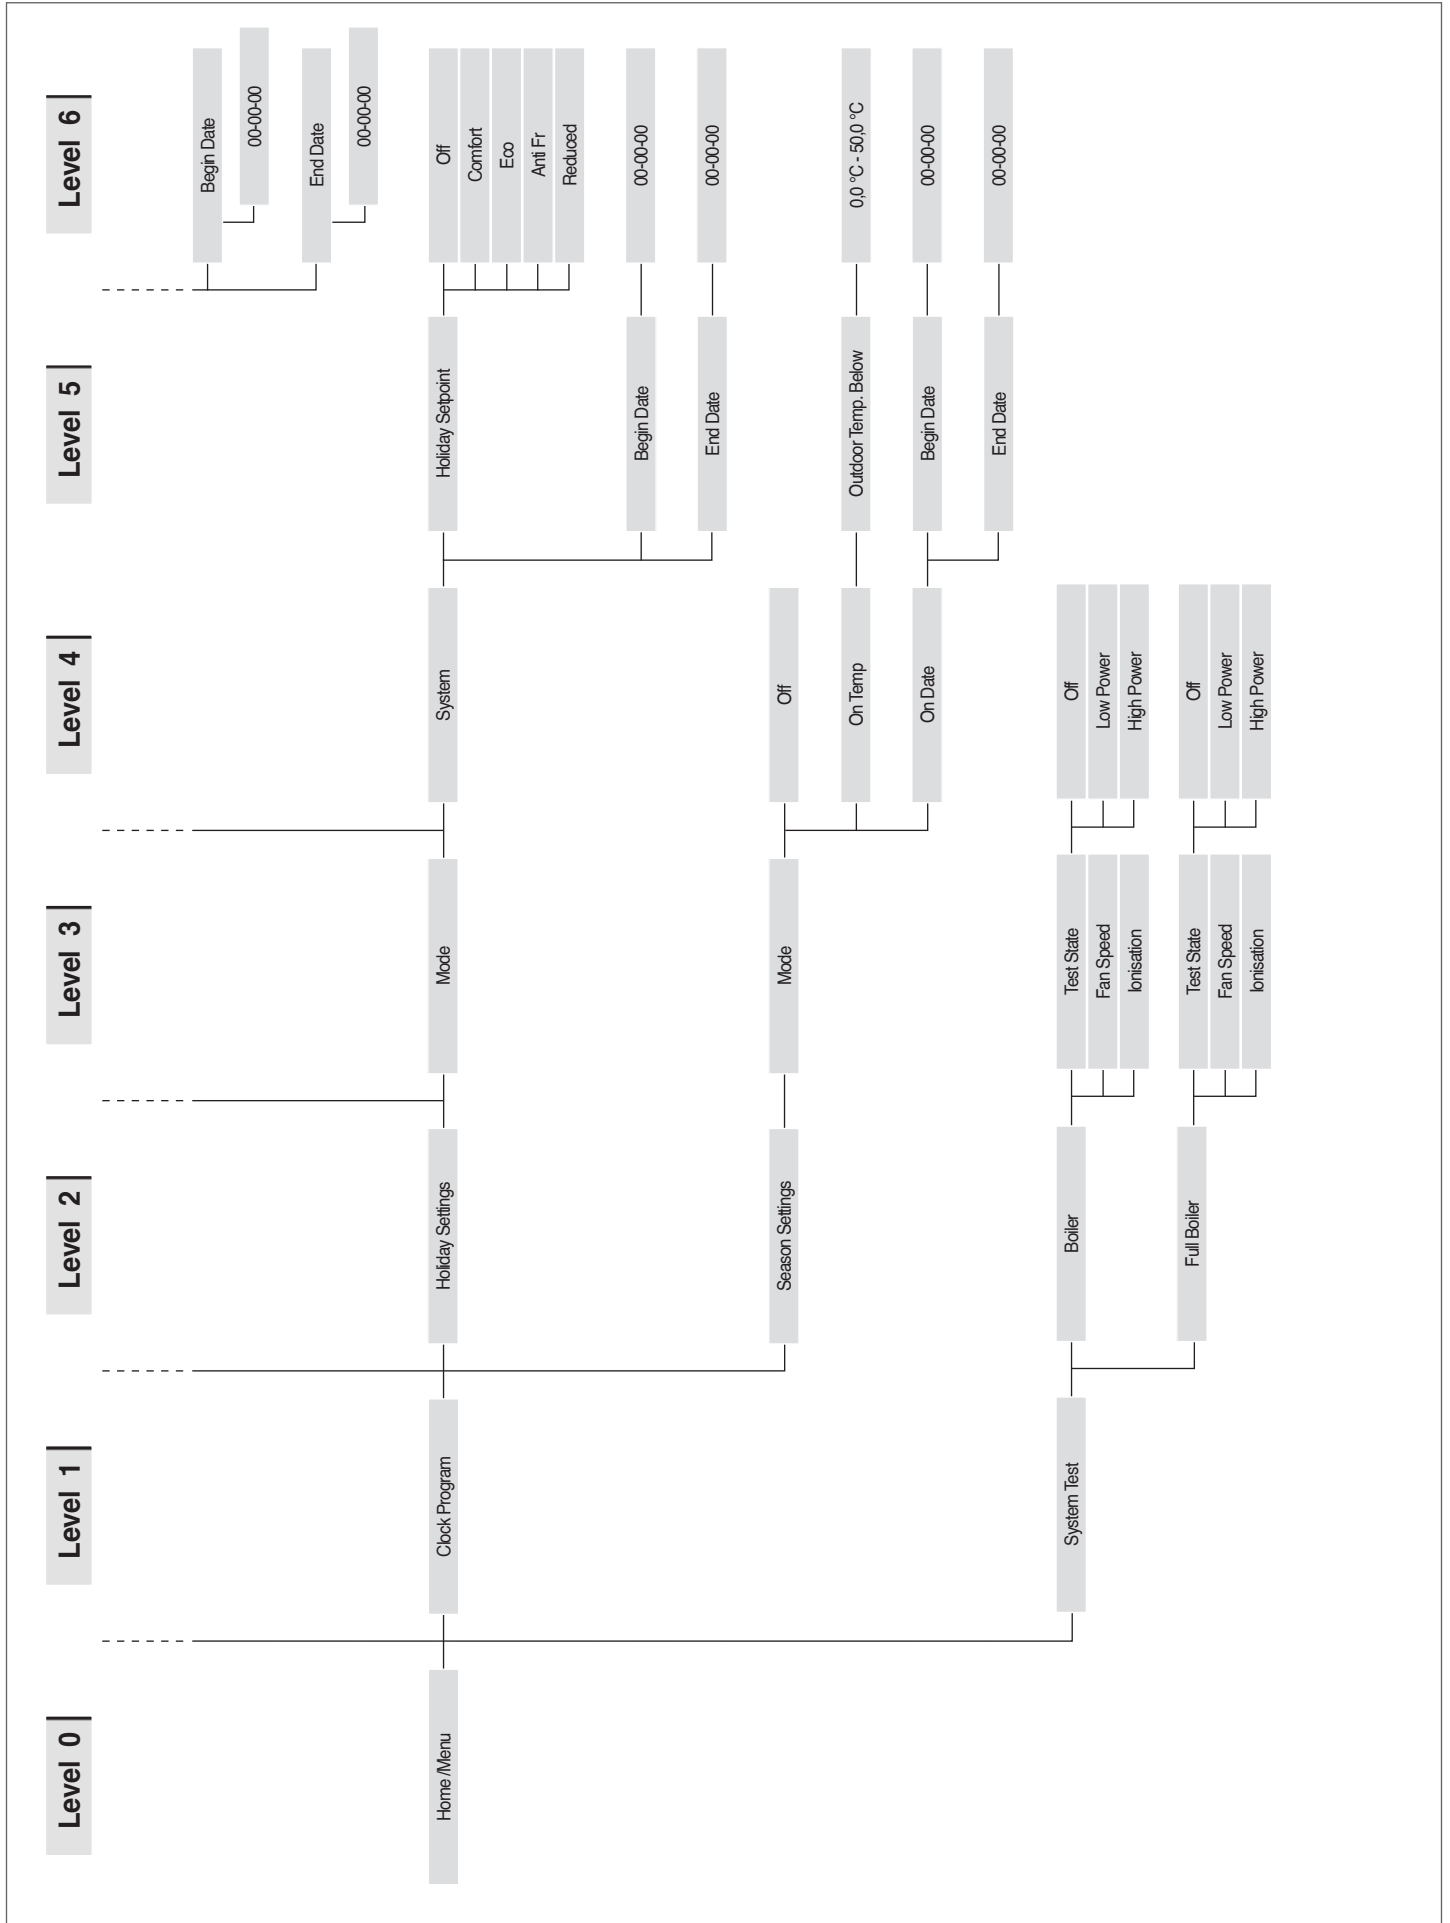 Level 0
Level 1
Level 2
Level 3
Level 4
Level 5
Level 6
Begin Date
00-00-00
End Date
00-00-00
Home /Menu
Clock Program
Holiday Settings
Mode
System
Holiday Setpoint
Off
Comfort
Eco
Anti Fr
Reduced
Begin Date
00-00-00
End Date
00-00-00
Season Settings
Mode
Off
On Temp
Outdoor Temp. Below
0,0 °C - 50,0 °C
On Date
Begin Date
00-00-00
End Date
00-00-00
System Test
Boiler
Test State
Off
Fan Speed
Low Power
Ionisation
High Power
Full Boiler
Test State
Off
Fan Speed
Low Power
Ionisation
High Power